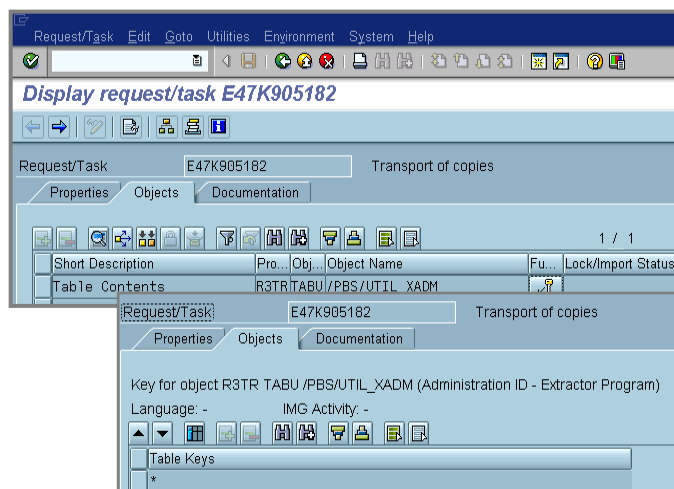 Request/Task Edit Goto Utilities Environment System Help
Display request/task E47K905182
Request/Task E47K905182 Transport of copies
Properties Objects Documentation
1 / 1
Short Description Pro... Obj... Object Name Fu... Lock/Import Status
Table Contents R3TR TABU /PBS/UTIL_XADM
Request/Task E47K905182 Transport of copies
Properties Objects Documentation
Key for object R3TR TABU /PBS/UTIL_XADM (Administration ID - Extractor Program)
Language: - IMG Activity: -
Table Keys
*